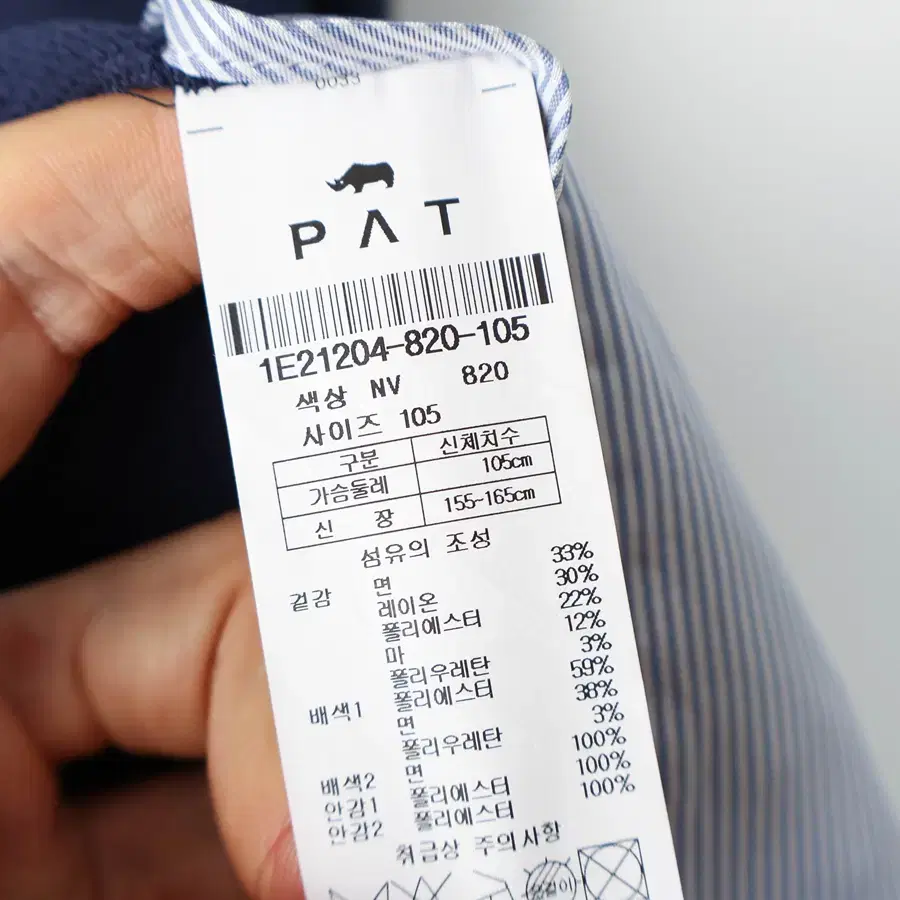 0033
PΛT
1E21204-820-105
색상 NV 820
사이즈 105
구분 신체치수
가슴둘레 105cm
신 장 155~165cm
섬유의 조성
겉감 면 33%
레이온 30%
폴리에스터 22%
마 12%
폴리우레탄 3%
배색1 폴리에스터 59%
면 38%
폴리우레탄 3%
배색2 면 100%
안감1 폴리에스터 100%
안감2 폴리에스터 100%
취급상 주의사항
옷걸이